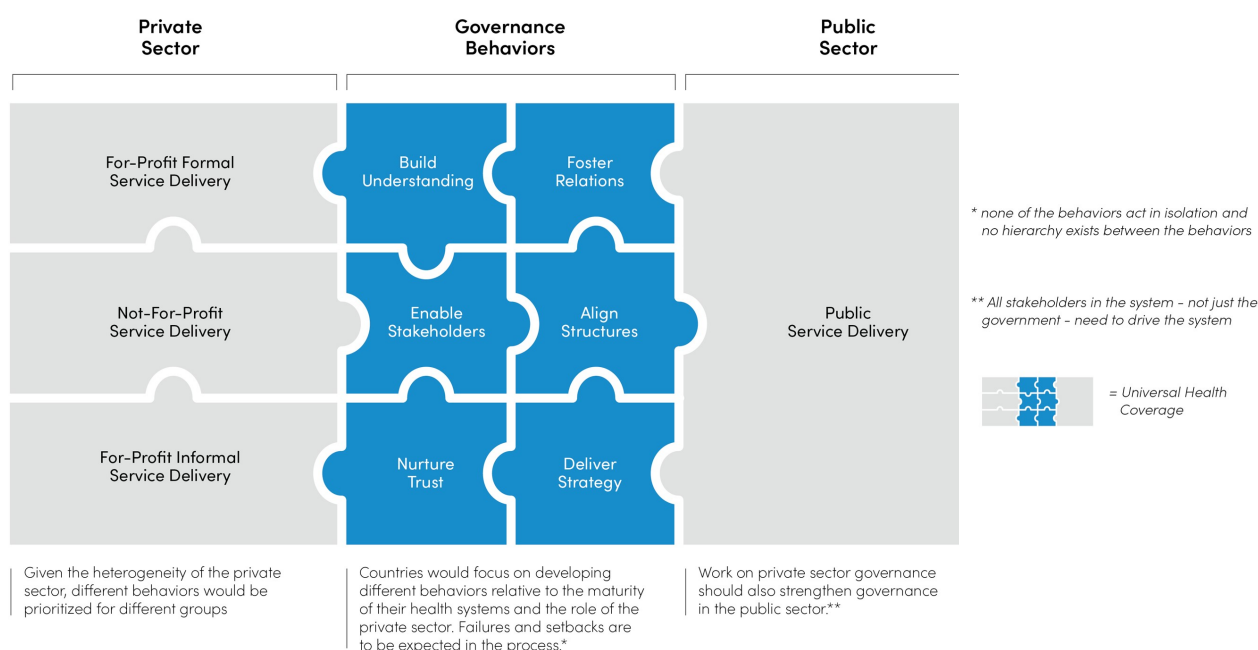 Private
Sector
Governance
Behaviors
Public
Sector
For-Profit Formal
Service Delivery
Build
Understanding
Foster
Relations
Not-For-Profit
Service Delivery
Enable
Stakeholders
Align
Structures
Public
Service Delivery
For-Profit Informal
Service Delivery
Nurture
Trust
Deliver
Strategy
* none of the behaviors act in isolation and
no hierarchy exists between the behaviors
** All stakeholders in the system - not just the
government - need to drive the system
= Universal Health
Coverage
Given the heterogeneity of the private
sector, different behaviors would be
prioritized for different groups
Countries would focus on developing
different behaviors relative to the maturity
of their health systems and the role of the
private sector. Failures and setbacks are
to be expected in the process.*
Work on private sector governance
should also strengthen governance
in the public sector.**